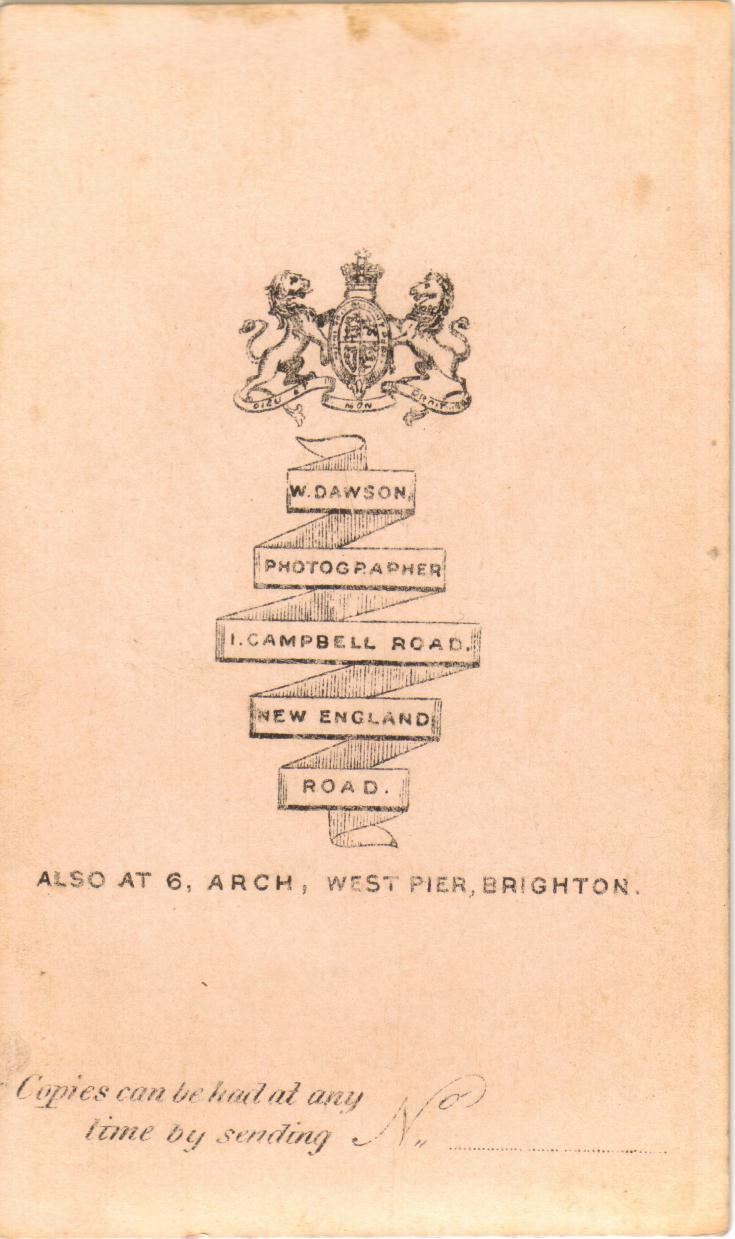 DIEU ET MON DROIT
W. DAWSON,
PHOTOGRAPHER
1. CAMPBELL ROAD.
NEW ENGLAND
ROAD.
ALSO AT 6, ARCH, WEST PIER, BRIGHTON.
Copies can be had at any
time by sending No